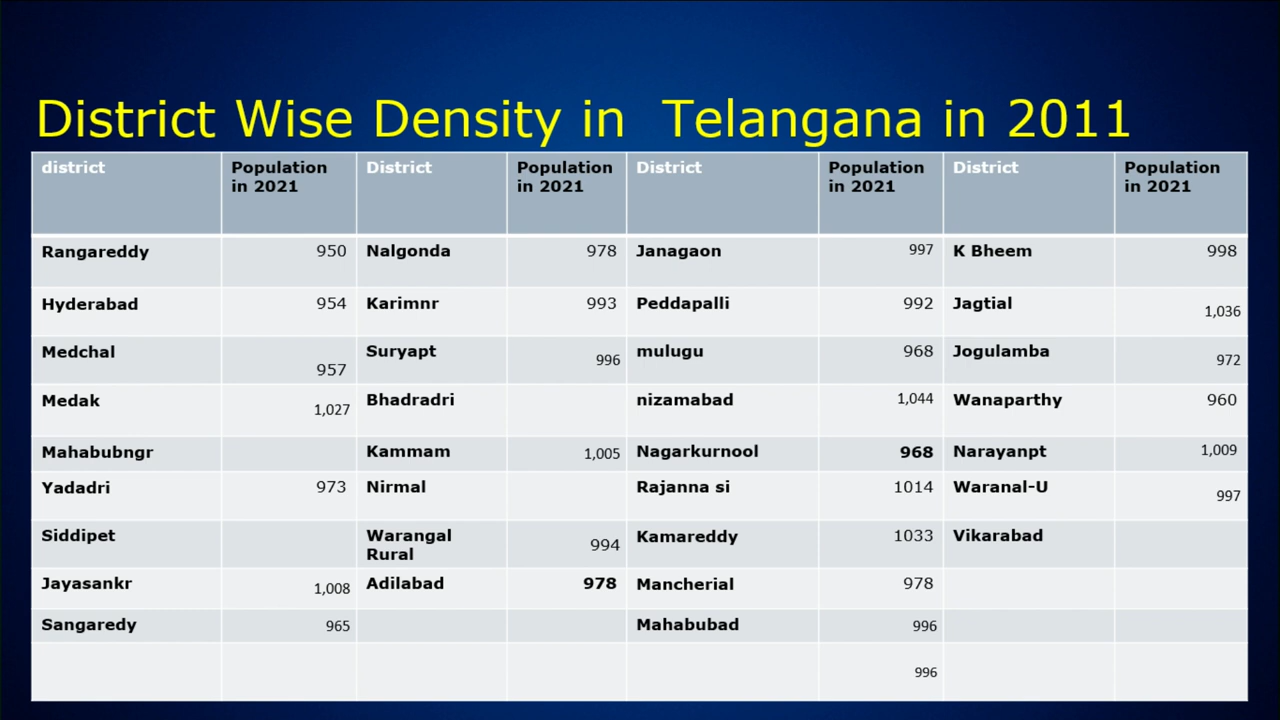 District Wise Density in  Telangana in 2011
district Population in 2021 District Population in 2021 District Population in 2021 District Population in 2021
Rangareddy 950 Nalgonda 978 Janagaon 997 K Bheem 998
Hyderabad 954 Karimnr 993 Peddapalli 992 Jagtial 1,036
Medchal 957 Suryapt 996 mulugu 968 Jogulamba 972
Medak 1,027 Bhadradri nizamabad 1,044 Wanaparthy 960
Mahabubngr Kammam 1,005 Nagarkurnool 968 Narayanpt 1,009
Yadadri 973 Nirmal Rajanna si 1014 Waranal-U 997
Siddipet Warangal Rural 994 Kamareddy 1033 Vikarabad
Jayasankr 1,008 Adilabad 978 Mancherial 978
Sangaredy 965 Mahabubad 996
996